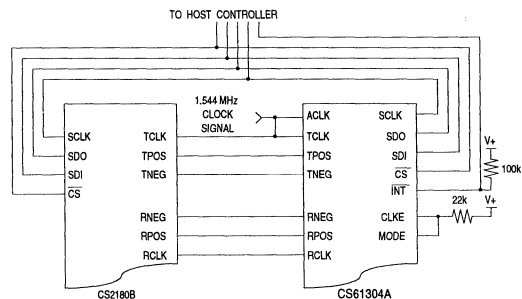 TO HOST CONTROLLER
1.544 MHz
CLOCK
SIGNAL
SCLK
SDO
SDI
CS
TCLK
TPOS
TNEG
RNEG
RPOS
RCLK
CS2180B
ACLK
TCLK
TPOS
TNEG
RNEG
RPOS
RCLK
SCLK
SDO
SDI
CS
INT
CLKE
MODE
CS61304A
V+
100k
22k
V+